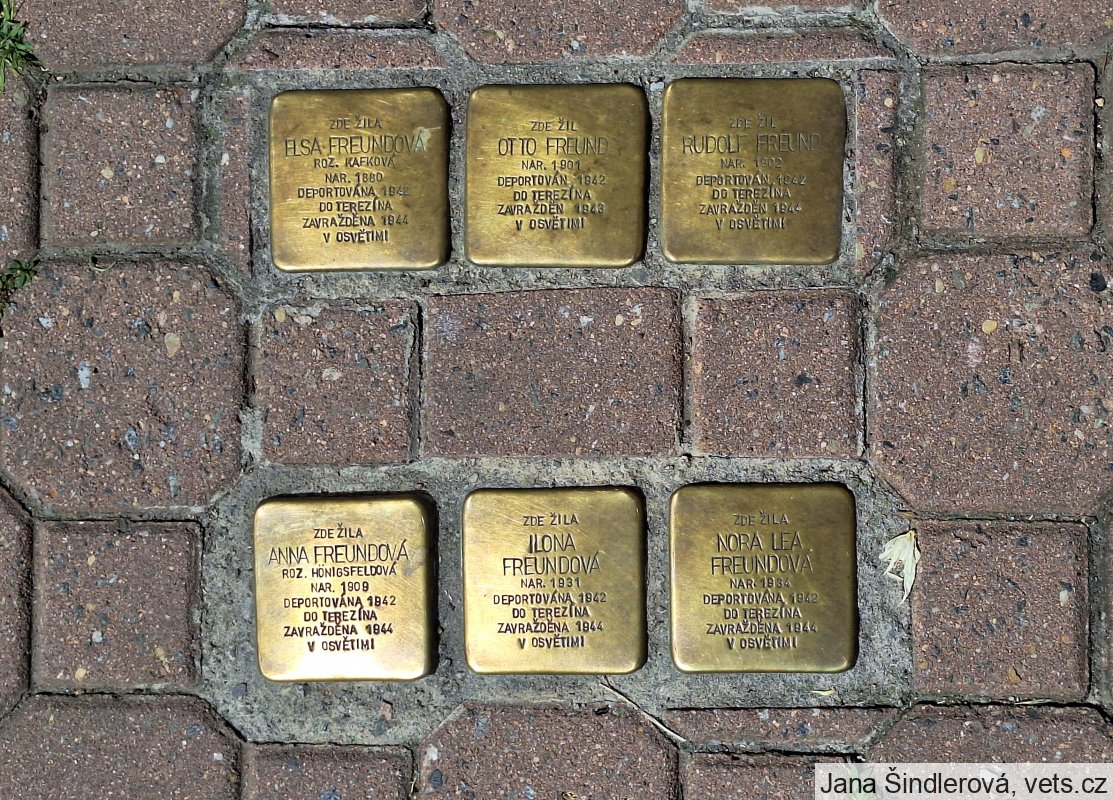 ZDE ŽILA
ELSA FREUNDOVÁ
ROZ. KAFKOVÁ
NAR. 1880
DEPORTOVÁNA 1942
DO TEREZÍNA
ZAVRAŽDĚNA 1944
V OSVĚTIMI
ZDE ŽIL
OTTO FREUND
NAR. 1901
DEPORTOVÁN 1942
DO TEREZÍNA
ZAVRAŽDĚN 1943
V OSVĚTIMI
ZDE ŽIL
RUDOLF FREUND
NAR. 1902
DEPORTOVÁN 1942
DO TEREZÍNA
ZAVRAŽDĚN 1944
V OSVĚTIMI
ZDE ŽILA
ANNA FREUNDOVÁ
ROZ. HÖNIGSFELDOVÁ
NAR. 1909
DEPORTOVÁNA 1942
DO TEREZÍNA
ZAVRAŽDĚNA 1944
V OSVĚTIMI
ZDE ŽILA
ILONA
FREUNDOVÁ
NAR. 1931
DEPORTOVÁNA 1942
DO TEREZÍNA
ZAVRAŽDĚNA 1944
V OSVĚTIMI
ZDE ŽILA
NORA LEA
FREUNDOVÁ
NAR. 1934
DEPORTOVÁNA 1942
DO TEREZÍNA
ZAVRAŽDĚNA 1944
V OSVĚTIMI
Jana Šindlerová, vets.cz